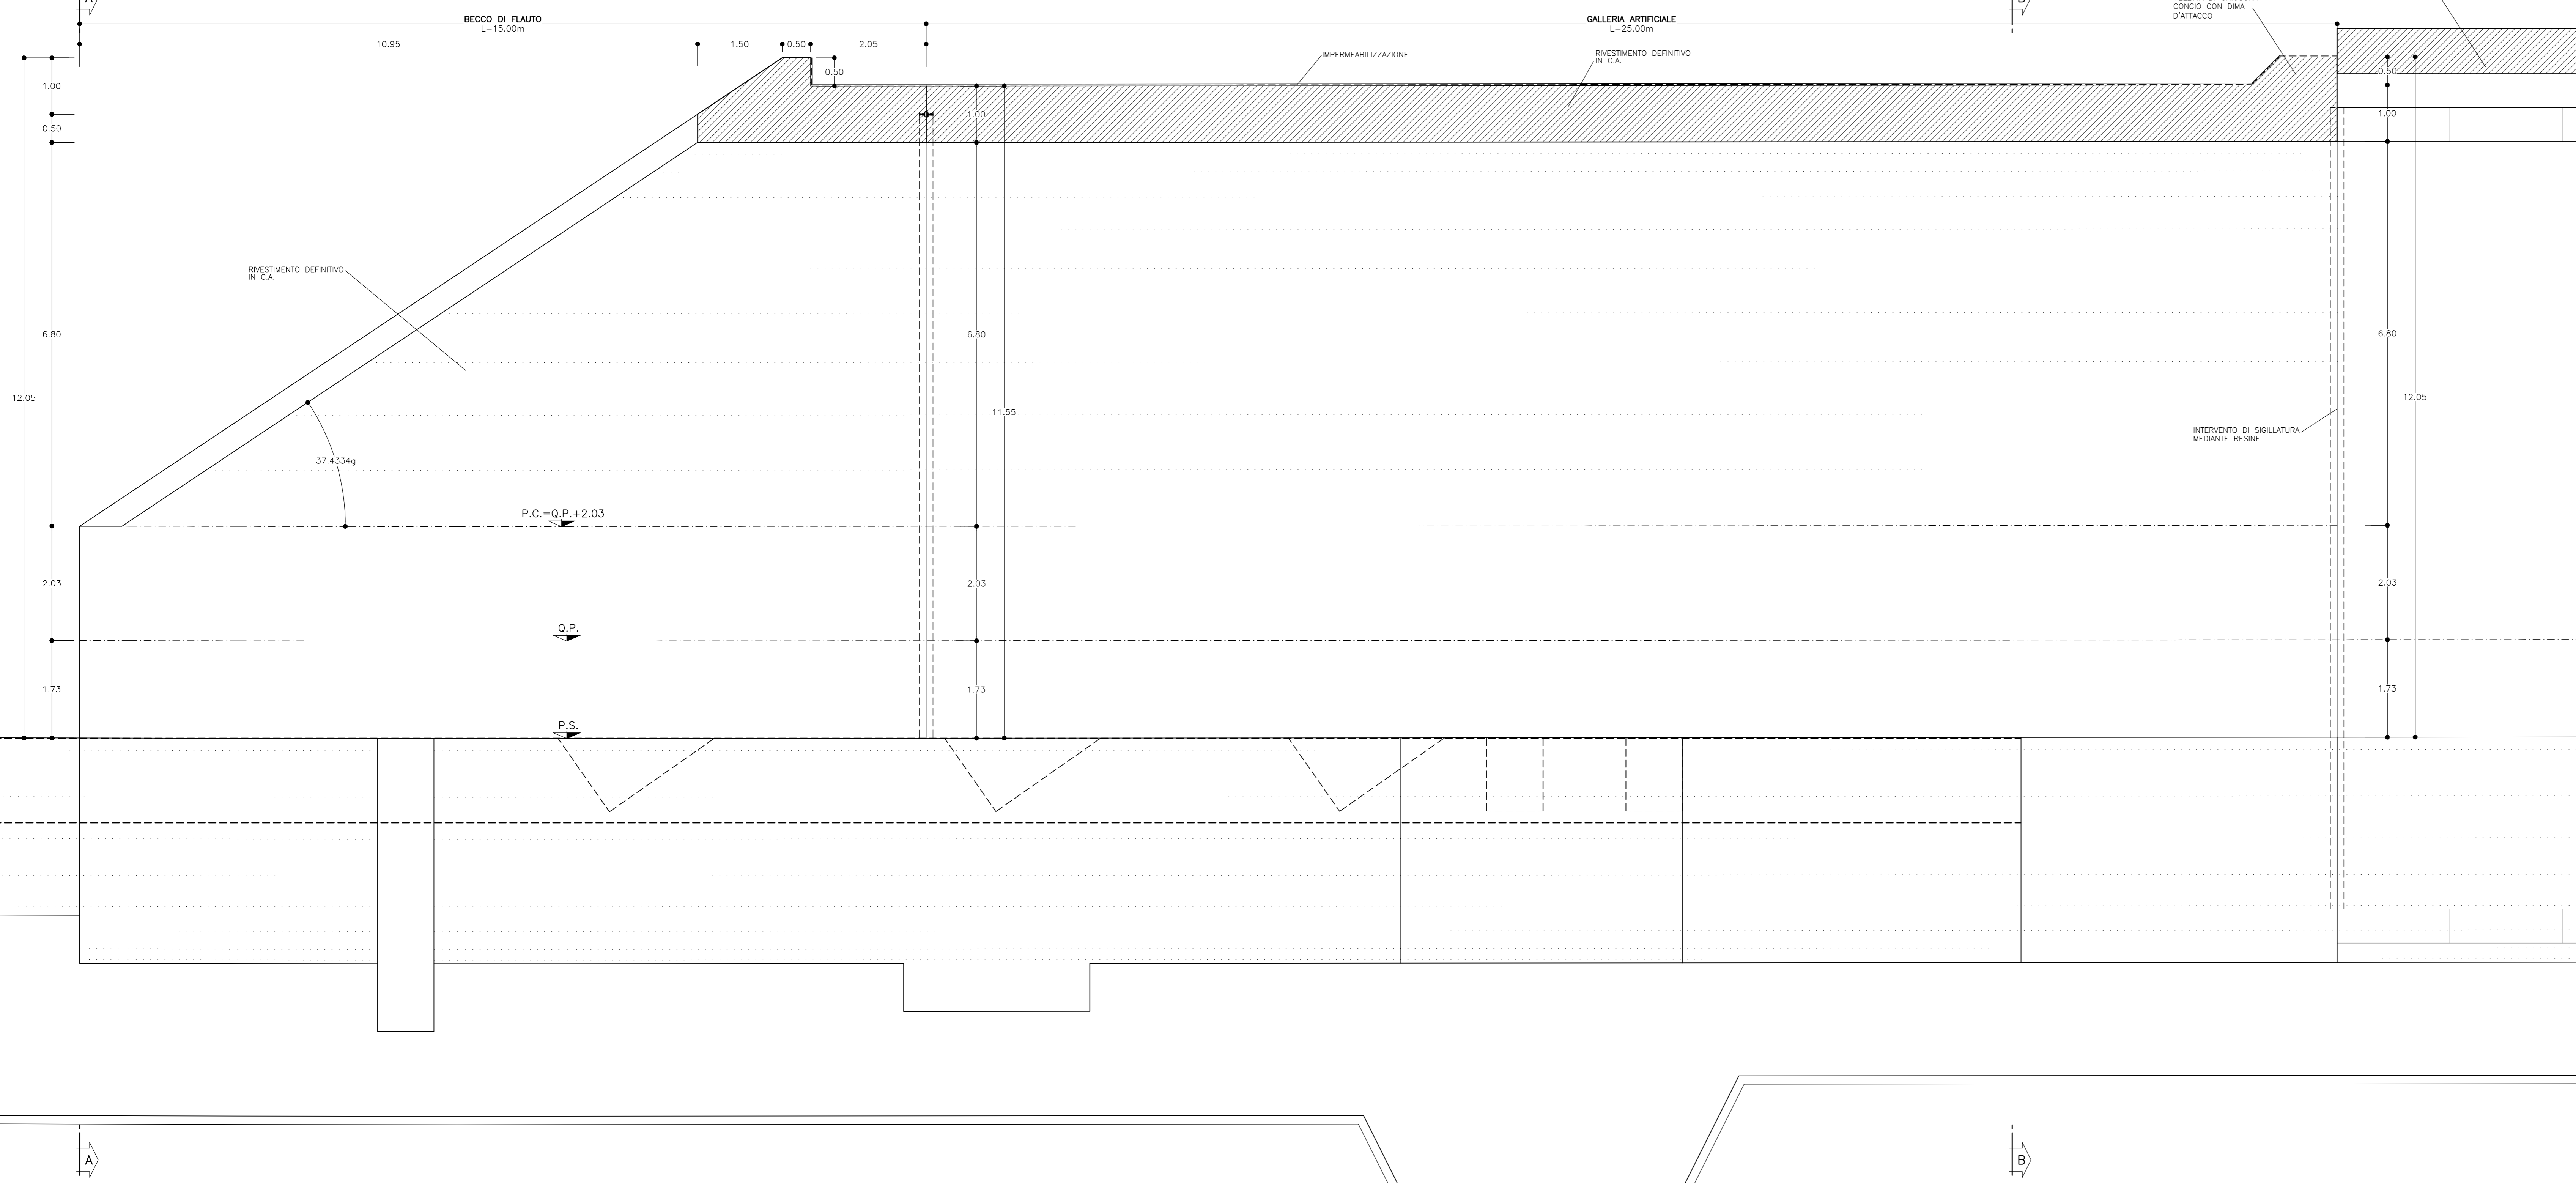 BECCO DI FLAUTO
L=15.00m
GALLERIA ARTIFICIALE
L=25.00m
CONCIO CON DIMA
D'ATTACCO
10.95
1.50
0.50
2.05
IMPERMEABILIZZAZIONE
RIVESTIMENTO DEFINITIVO
IN C.A.
0.50
0.50
1.00
1.00
1.00
0.50
RIVESTIMENTO DEFINITIVO
IN C.A.
6.80
6.80
6.80
12.05
11.55
12.05
INTERVENTO DI SIGILLATURA
MEDIANTE RESINE
37.4334g
P.C.=Q.P.+2.03
2.03
2.03
2.03
Q.P.
1.73
1.73
1.73
P.S.
A
B